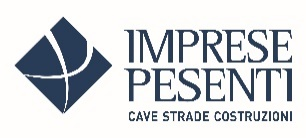 IMPRESE
PESENTI
CAVE STRADE COSTRUZIONI